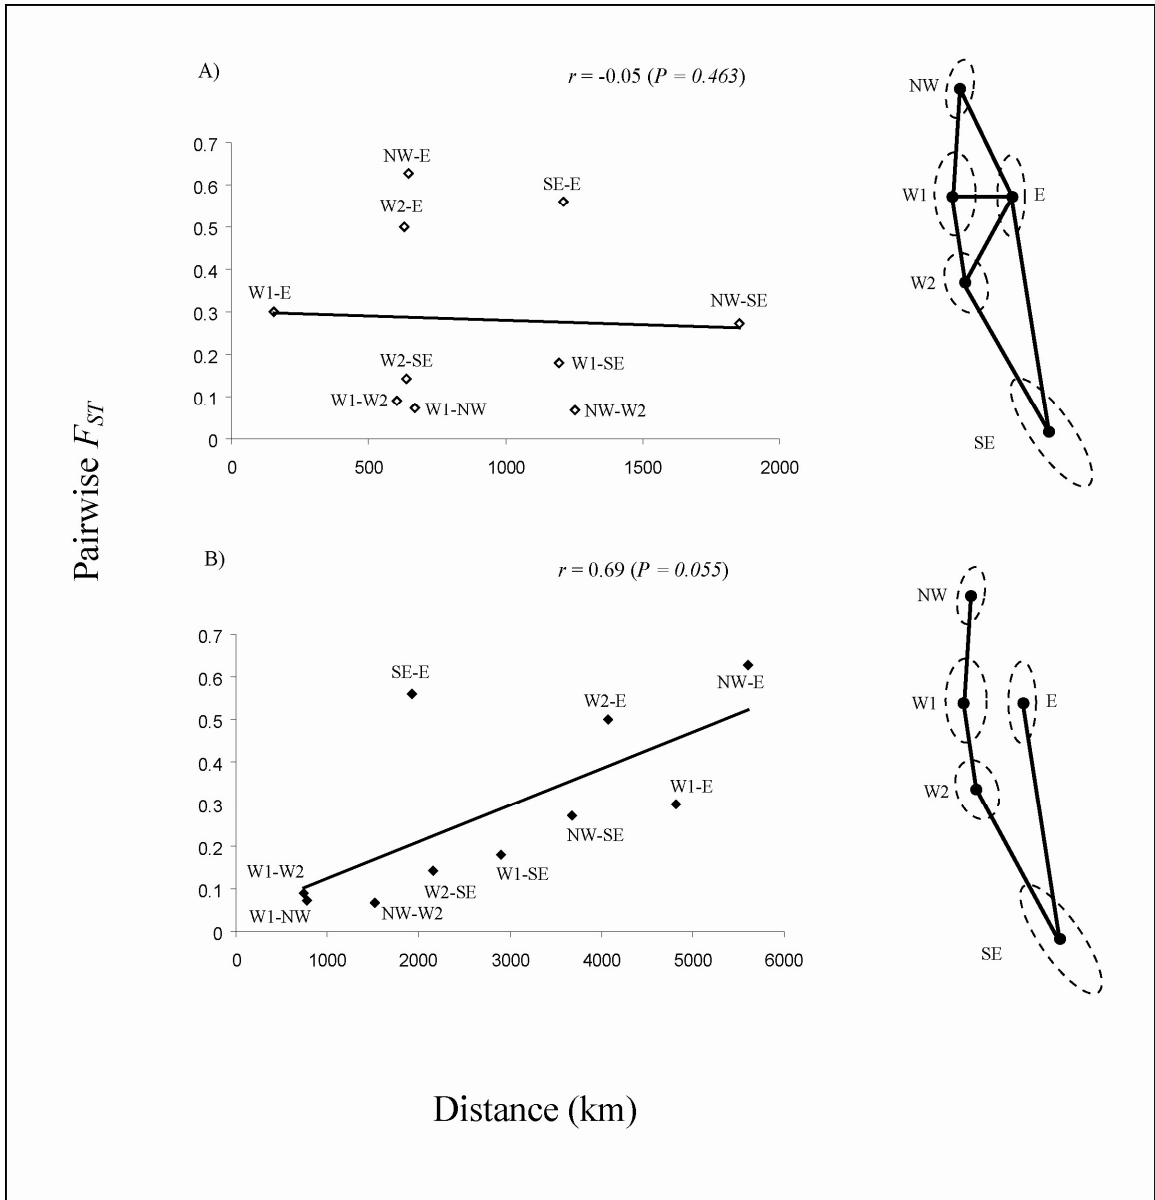 A)
r = -0.05 (P = 0.463)
NW
0.7
NW-E
0.6
SE-E
W1
E
W2-E
0.5
0.4
W2
W1-E
NW-SE
0.3
W2-SE
W1-SE
0.2
W1-W2
W1-NW
NW-W2
0.1
0
SE
0 500 1000 1500 2000
Pairwise FST
B)
r = 0.69 (P = 0.055)
NW
0.7
SE-E
NW-E
0.6
W2-E
W1
E
0.5
0.4
W1-E
W2
0.3
NW-SE
0.2
W1-W2
W1-SE
W2-SE
0.1
W1-NW
NW-W2
0
SE
0 1000 2000 3000 4000 5000 6000
Distance (km)